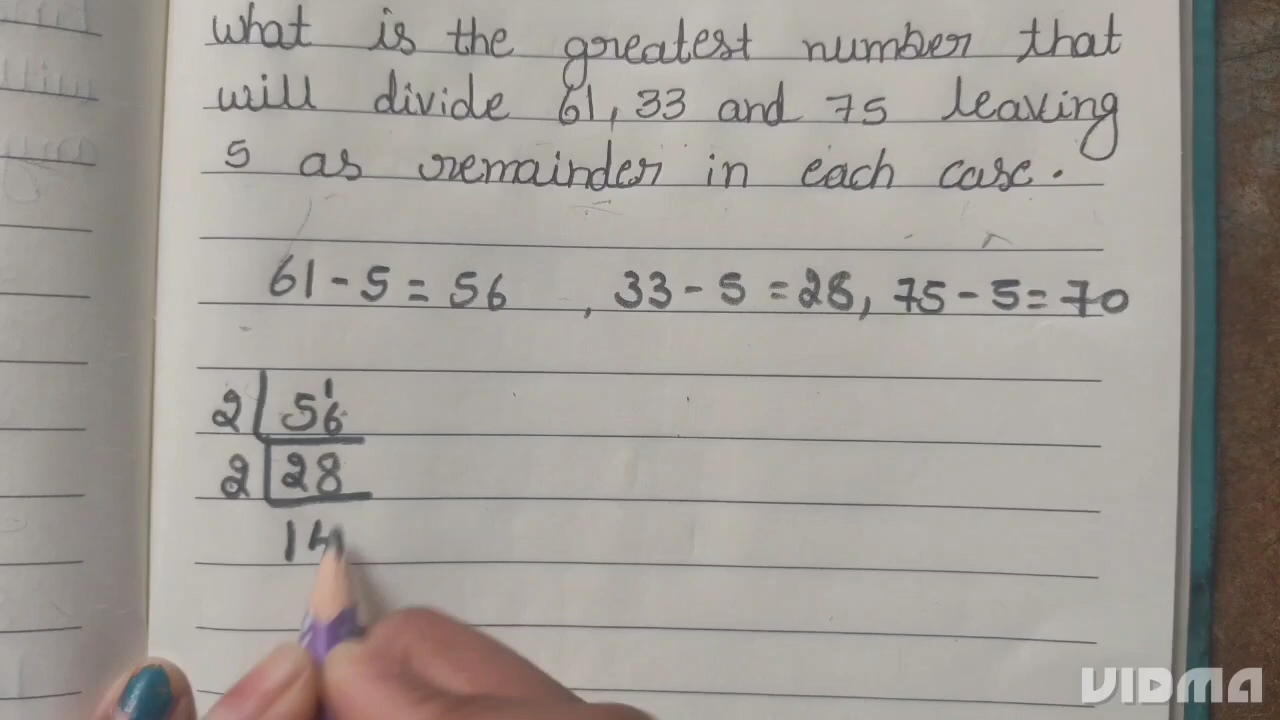 what is the greatest number that
will divide 61, 33 and 75 leaving
5 as remainder in each case.
61 - 5 = 56 , 33 - 5 = 28, 75 - 5 = 70
2 56 1
2 28
14
VIDMA